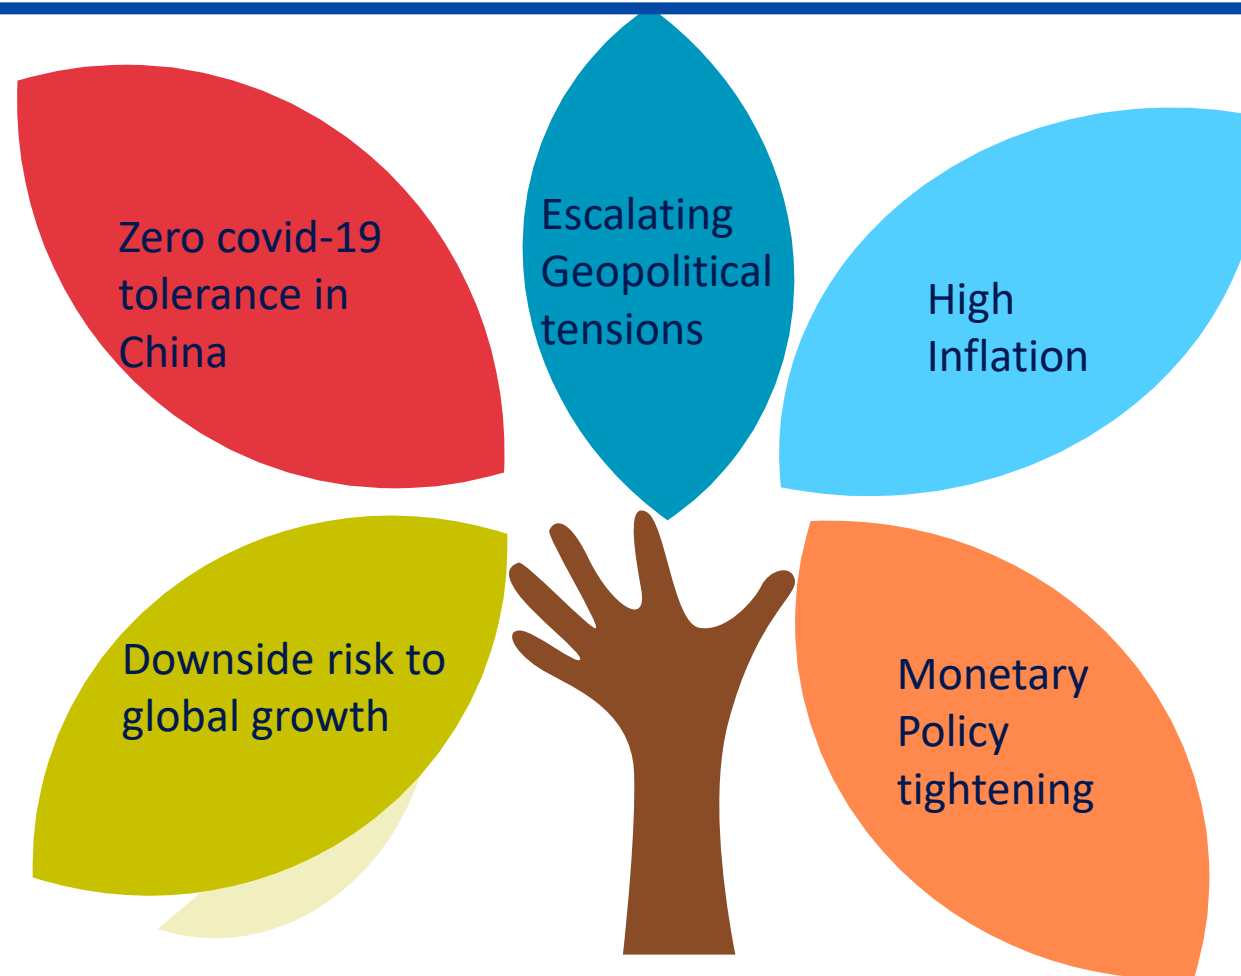 Zero covid-19
tolerance in
China
Escalating
Geopolitical
tensions
High
Inflation
Downside risk to
global growth
Monetary
Policy
tightening